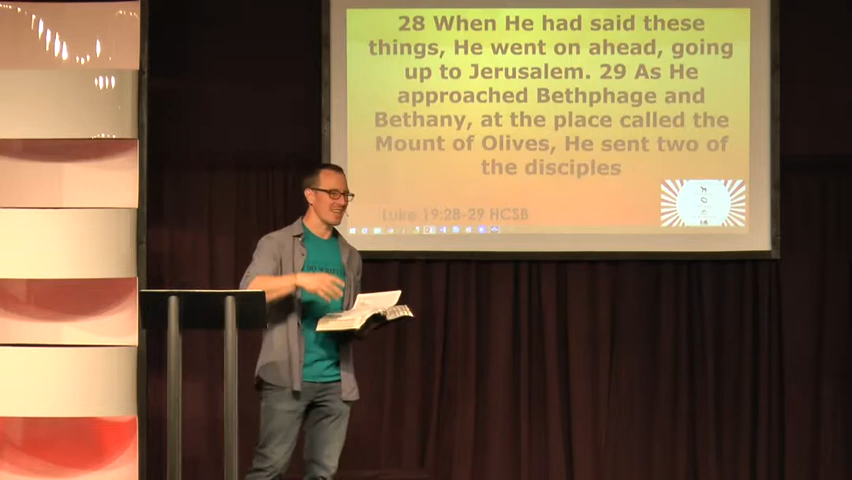 28 When He had said these
things, He went on ahead, going
up to Jerusalem. 29 As He
approached Bethphage and
Bethany, at the place called the
Mount of Olives, He sent two of
the disciples
Luke 19:28-29 HCSB